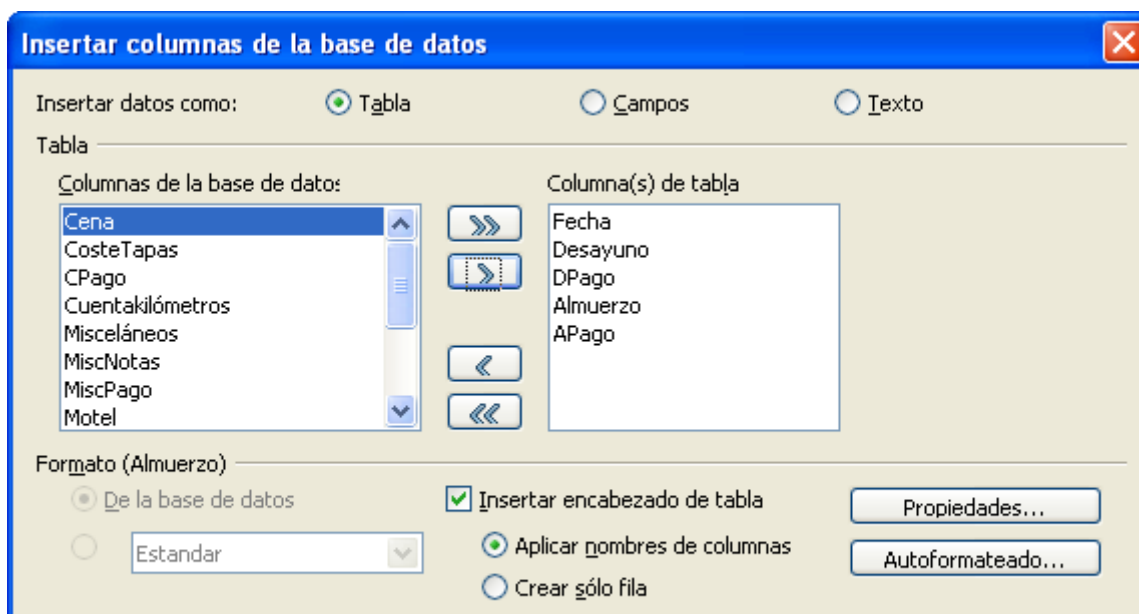 Insertar columnas de la base de datos
Insertar datos como: Tabla Campos Texto
Tabla
Columnas de la base de datos
Cena
CosteTapas
CPago
Cuentakilómetros
Misceláneos
MiscNotas
MiscPago
Motel
Columna(s) de tabla
Fecha
Desayuno
DPago
Almuerzo
APago
Formato (Almuerzo)
De la base de datos
Estandar
Insertar encabezado de tabla
Aplicar nombres de columnas
Crear sólo fila
Propiedades...
Autoformateado...